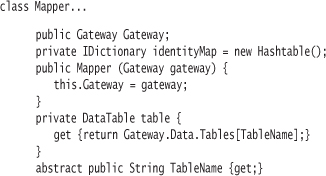 class Mapper...
public Gateway Gateway;
private IDictionary identityMap = new Hashtable();
public Mapper (Gateway gateway) {
this.Gateway = gateway;
}
private DataTable table {
get {return Gateway.Data.Tables[TableName];}
}
abstract public String TableName {get;}